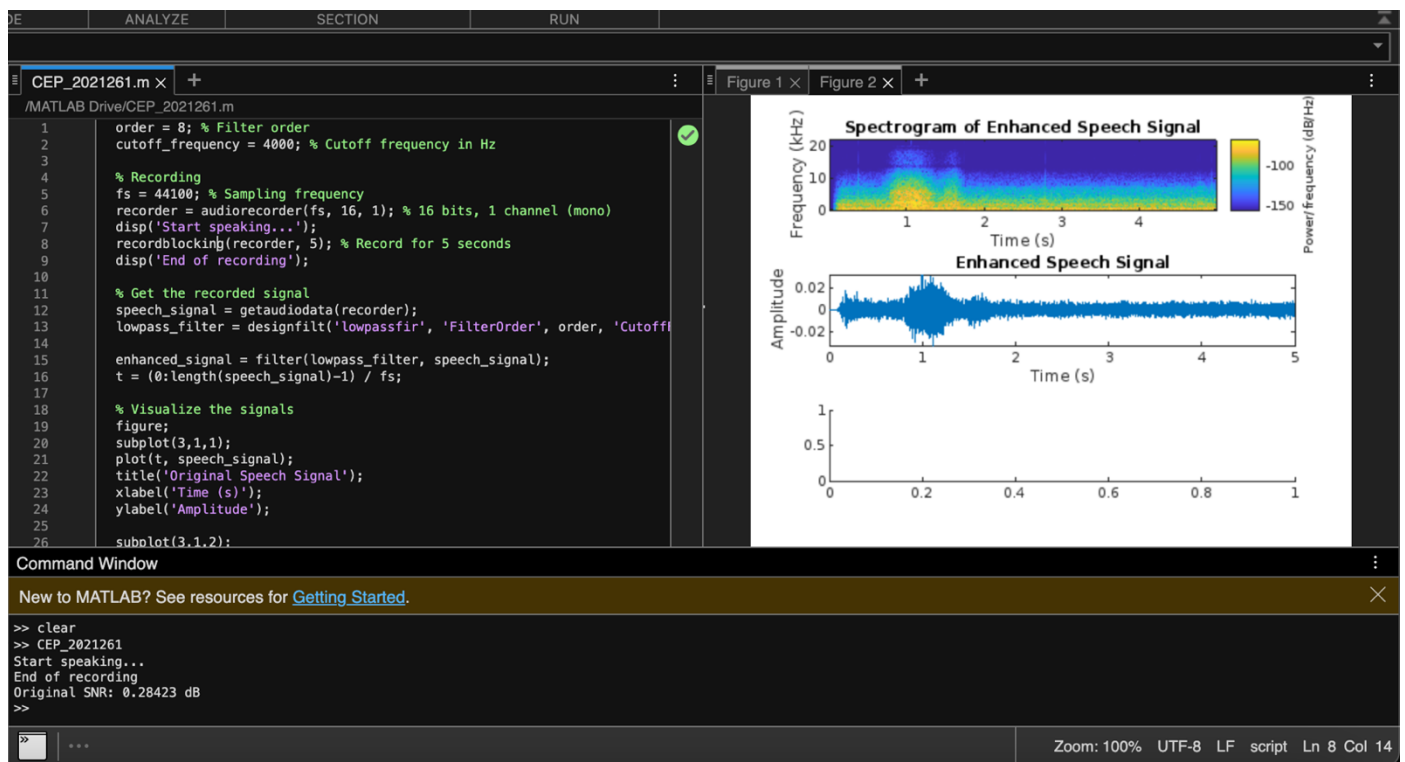 DE ANALYZE SECTION RUN
CEP_2021261.m × +
/MATLAB Drive/CEP_2021261.m
1 order = 8; % Filter order
2 cutoff_frequency = 4000; % Cutoff frequency in Hz
3
4 % Recording
5 fs = 44100; % Sampling frequency
6 recorder = audiorecorder(fs, 16, 1); % 16 bits, 1 channel (mono)
7 disp('Start speaking...');
8 recordblocking(recorder, 5); % Record for 5 seconds
9 disp('End of recording');
10
11 % Get the recorded signal
12 speech_signal = getaudiodata(recorder);
13 lowpass_filter = designfilt('lowpassfir', 'FilterOrder', order, 'Cutoff
14
15 enhanced_signal = filter(lowpass_filter, speech_signal);
16 t = (0:length(speech_signal)-1) / fs;
17
18 % Visualize the signals
19 figure;
20 subplot(3,1,1);
21 plot(t, speech_signal);
22 title('Original Speech Signal');
23 xlabel('Time (s)');
24 ylabel('Amplitude');
25
26 subplot(3,1,2);
Figure 1 × Figure 2 × +
Spectrogram of Enhanced Speech Signal
Frequency (kHz)
20
10
0
1 2 3 4
Time (s)
-100
-150
Power/frequency (dB/Hz)
Enhanced Speech Signal
Amplitude
0.02
0
-0.02
0 1 2 3 4 5
Time (s)
1
0.5
0
0 0.2 0.4 0.6 0.8 1
Command Window
New to MATLAB? See resources for Getting Started.
>> clear
>> CEP_2021261
Start speaking...
End of recording
Original SNR: 0.28423 dB
>>
Zoom: 100% UTF-8 LF script Ln 8 Col 14